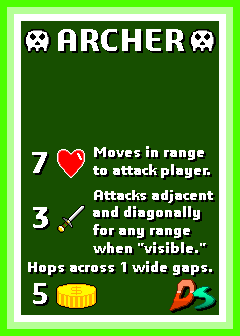 ARCHER
7 Moves in range
to attack player.
3 Attacks adjacent
and diagonally
for any range
when "visible."
Hops across 1 wide gaps.
5 DS